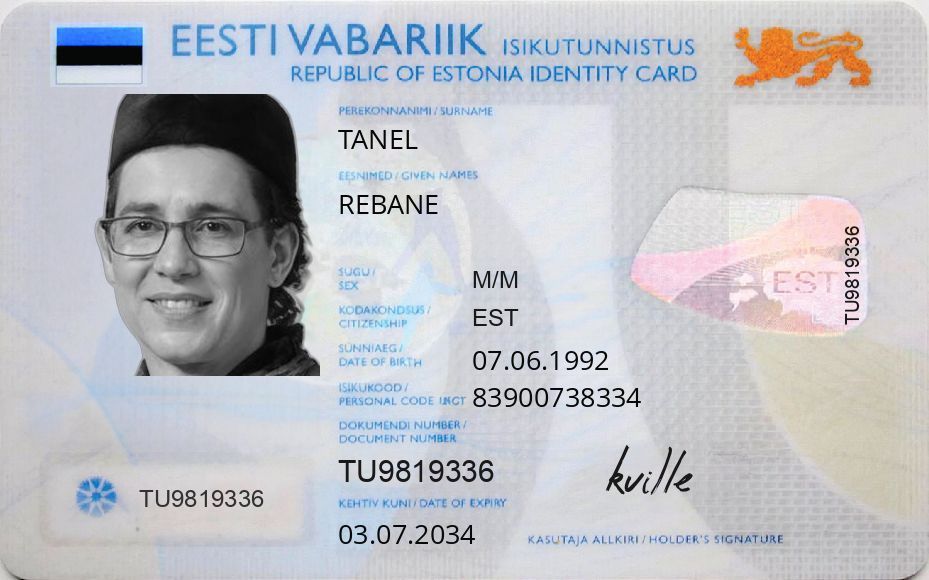 EESTI VABARIIK ISIKUTUNNISTUS
REPUBLIC OF ESTONIA IDENTITY CARD
PEREKONNANIMI / SURNAME
TANEL
EESNIMED / GIVEN NAMES
REBANE
SUGU /
SEX
M/M
KODAKONDSUS /
CITIZENSHIP
EST
SÜNNIAEG /
DATE OF BIRTH
07.06.1992
ISIKUKOOD /
PERSONAL CODE
83900738334
DOKUMENDI NUMBER /
DOCUMENT NUMBER
TU9819336
KEHTIV KUNI / DATE OF EXPIRY
03.07.2034
TU9819336
EST
TU9819336
kville
KASUTAJA ALLKIRI / HOLDER'S SIGNATURE